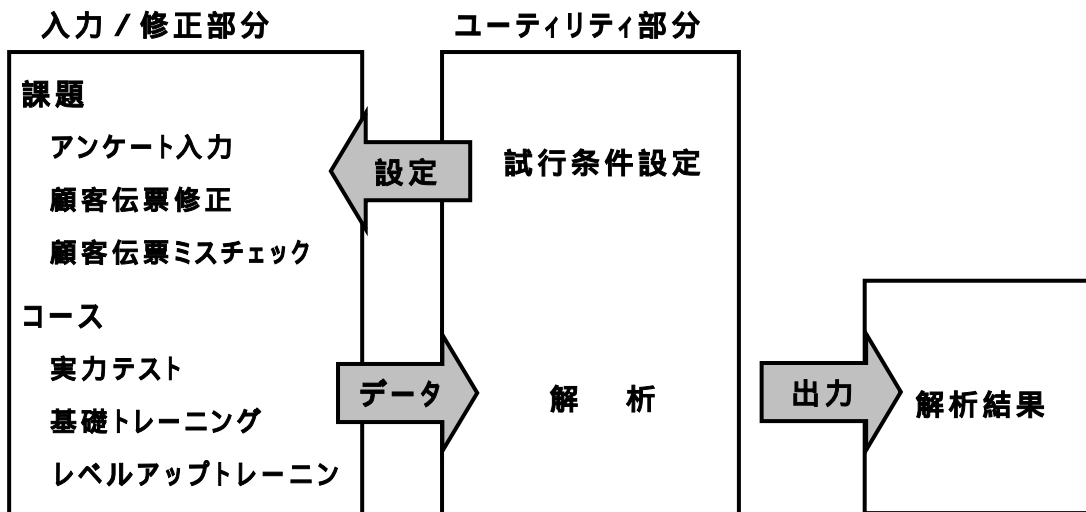 入力/修正部分
課題
アンケート入力
顧客伝票修正
顧客伝票ミスチェック
コース
実力テスト
基礎トレーニング
レベルアップトレーニン
ユーティリティ部分
設定
試行条件設定
データ
解 析
出力
解析結果